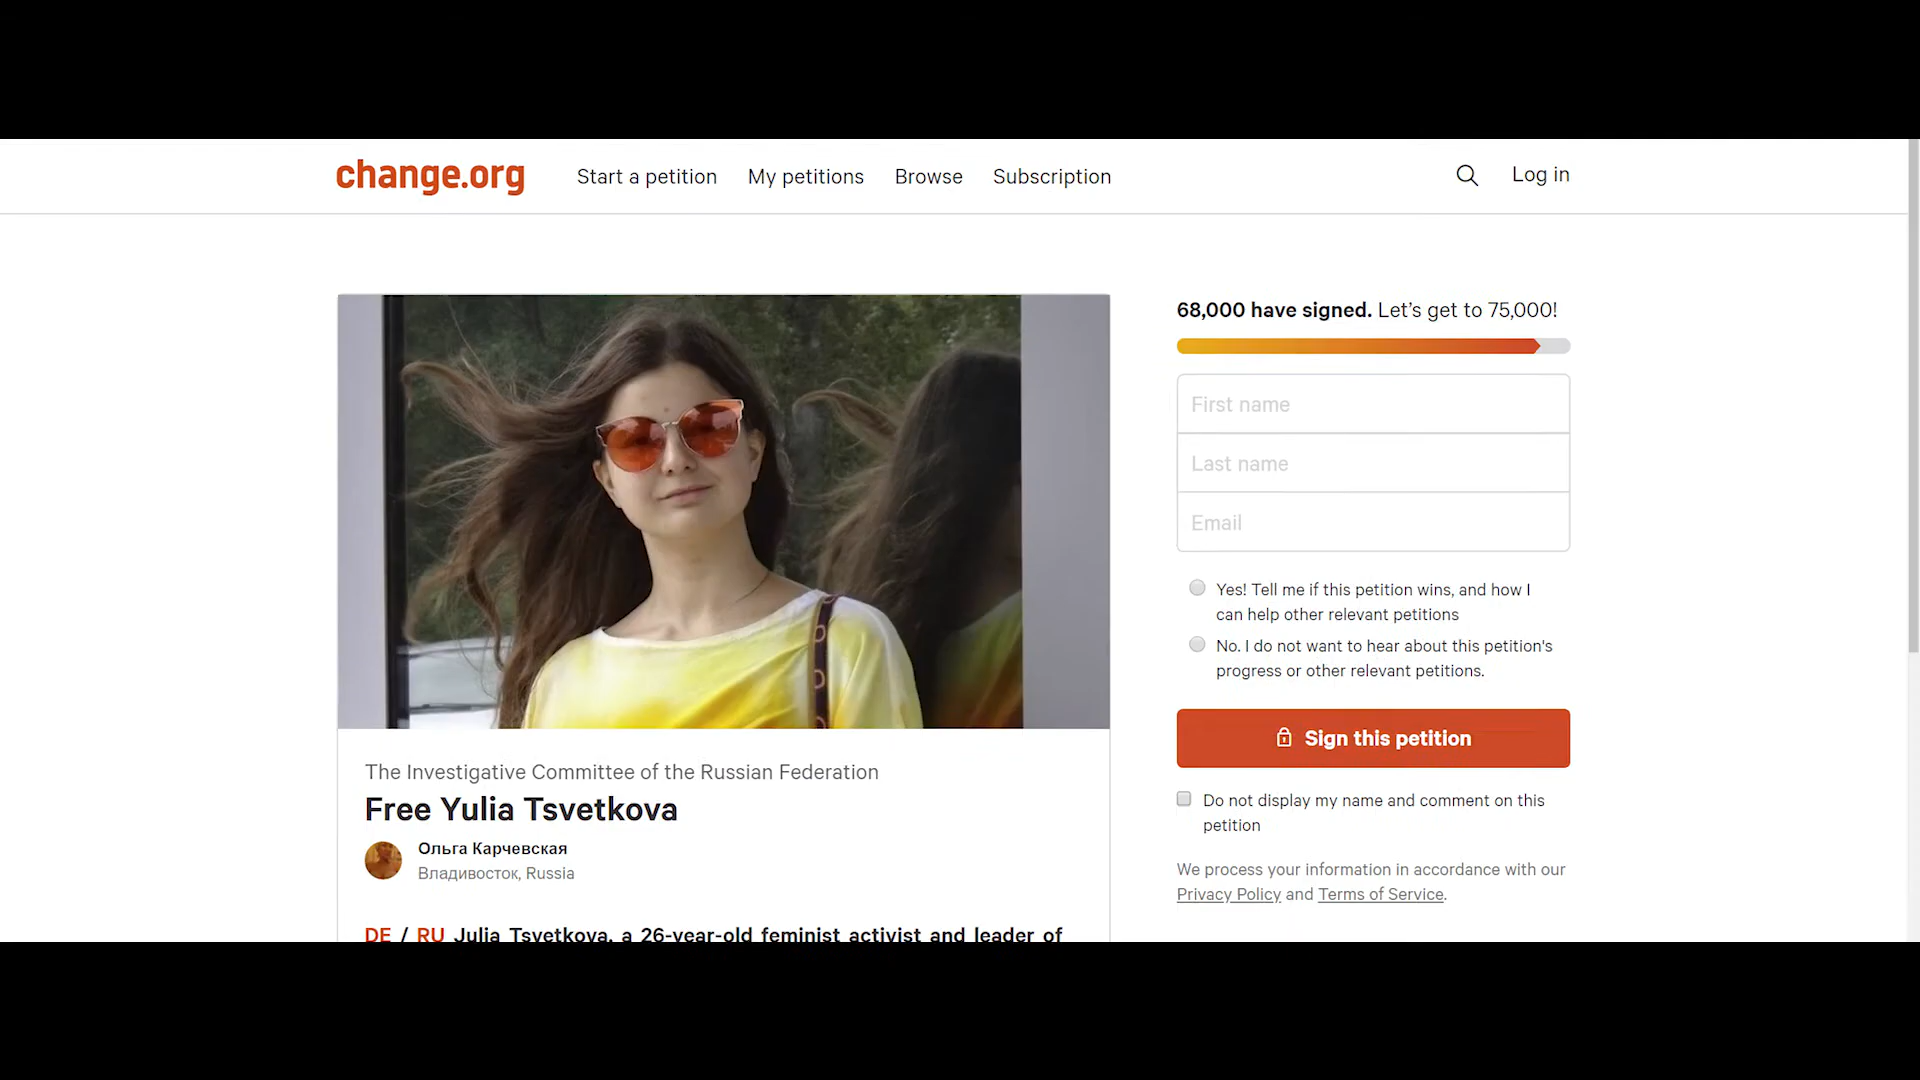 change.org
Start a petition
My petitions
Browse
Subscription
Log in
68,000 have signed. Let’s get to 75,000!
First name
Last name
Email
Yes! Tell me if this petition wins, and how I
can help other relevant petitions
No. I do not want to hear about this petition's
progress or other relevant petitions.
Sign this petition
Do not display my name and comment on this
petition
We process your information in accordance with our
Privacy Policy and Terms of Service.
The Investigative Committee of the Russian Federation
Free Yulia Tsvetkova
Ольга Карчевская
Владивосток, Russia
DE / RU Julia Tsvetkova, a 26-year-old feminist activist and leader of